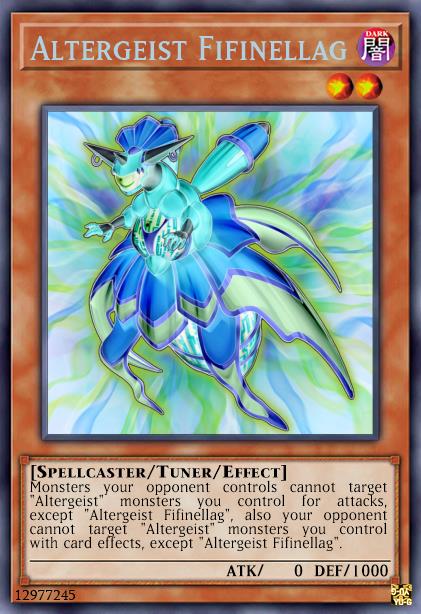 ALTERGEIST FIFINELLAG
DARK
闇
[SPELLCASTER/TUNER/EFFECT]
Monsters your opponent controls cannot target
"Altergeist" monsters you control for attacks,
except "Altergeist Fifinellag", also your opponent
cannot target "Altergeist" monsters you control
with card effects, except "Altergeist Fifinellag".
ATK/ 0 DEF/1000
12977245